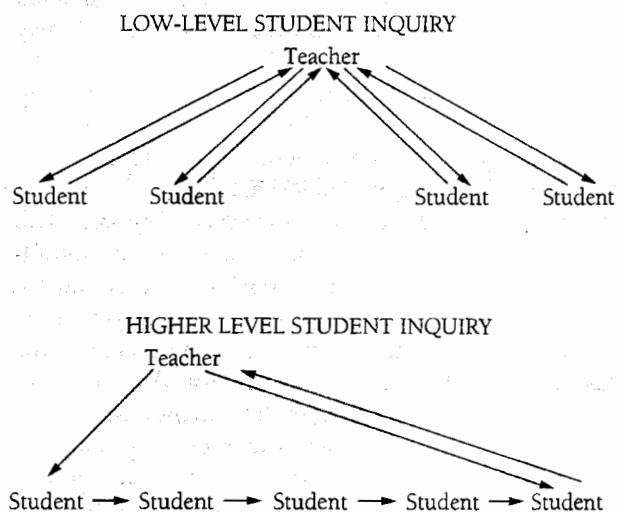 LOW-LEVEL STUDENT INQUIRY
Teacher
Student Student Student Student
HIGHER LEVEL STUDENT INQUIRY
Teacher
Student Student Student Student Student